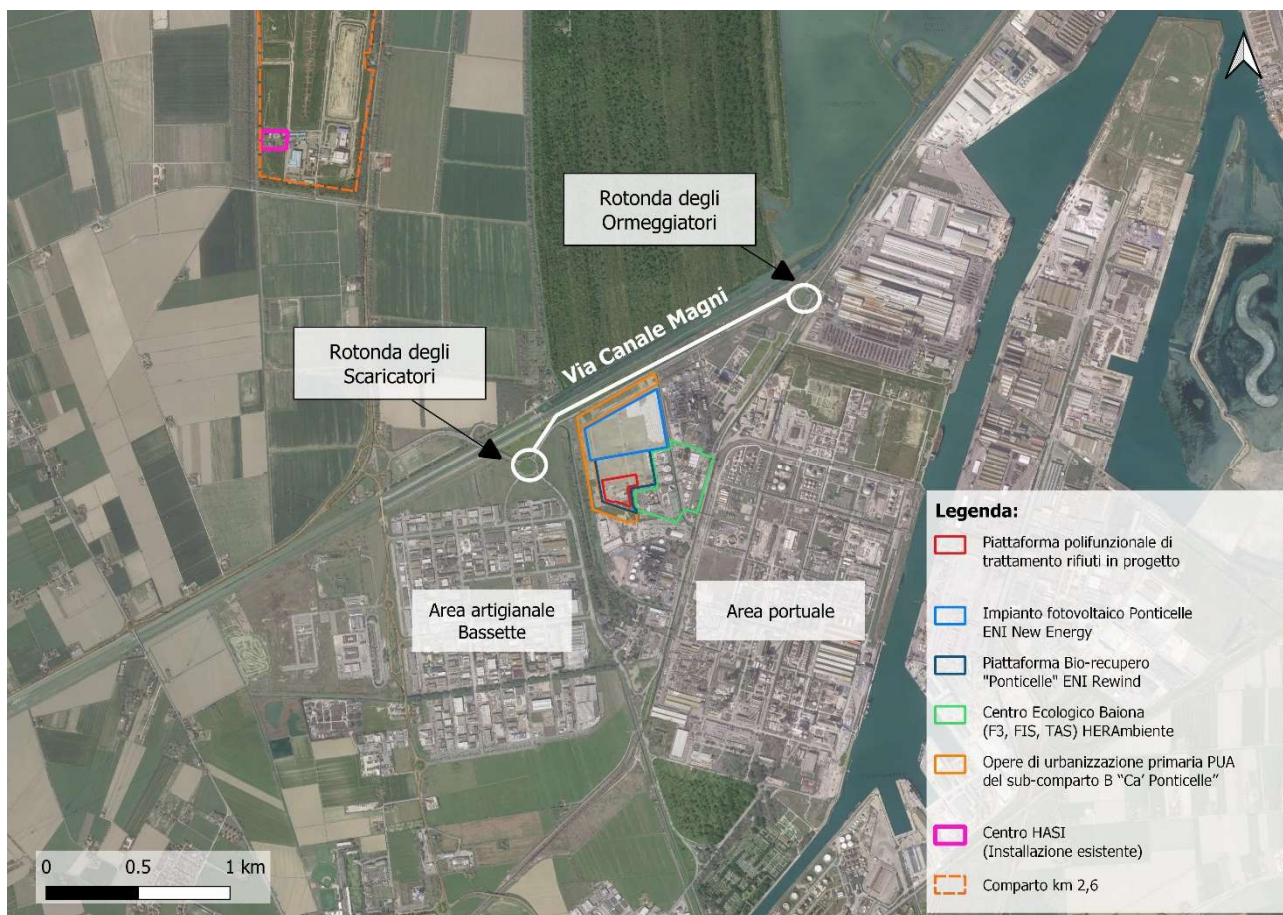 Rotonda degli
Ormeggiatori
Via Canale Magni
Rotonda degli
Scaricatori
Area artigianale
Bassette
Area portuale
Legenda:
Piattaforma polifunzionale di
trattamento rifiuti in progetto
Impianto fotovoltaico Ponticelle
ENI New Energy
Piattaforma Bio-recupero
"Ponticelle" ENI Rewind
Centro Ecologico Baiona
(F3, FIS, TAS) HERAmbiente
Opere di urbanizzazione primaria PUA
del sub-comparto B “Ca’ Ponticelle”
Centro HASI
(Installazione esistente)
Comparto km 2,6
0 0.5 1 km